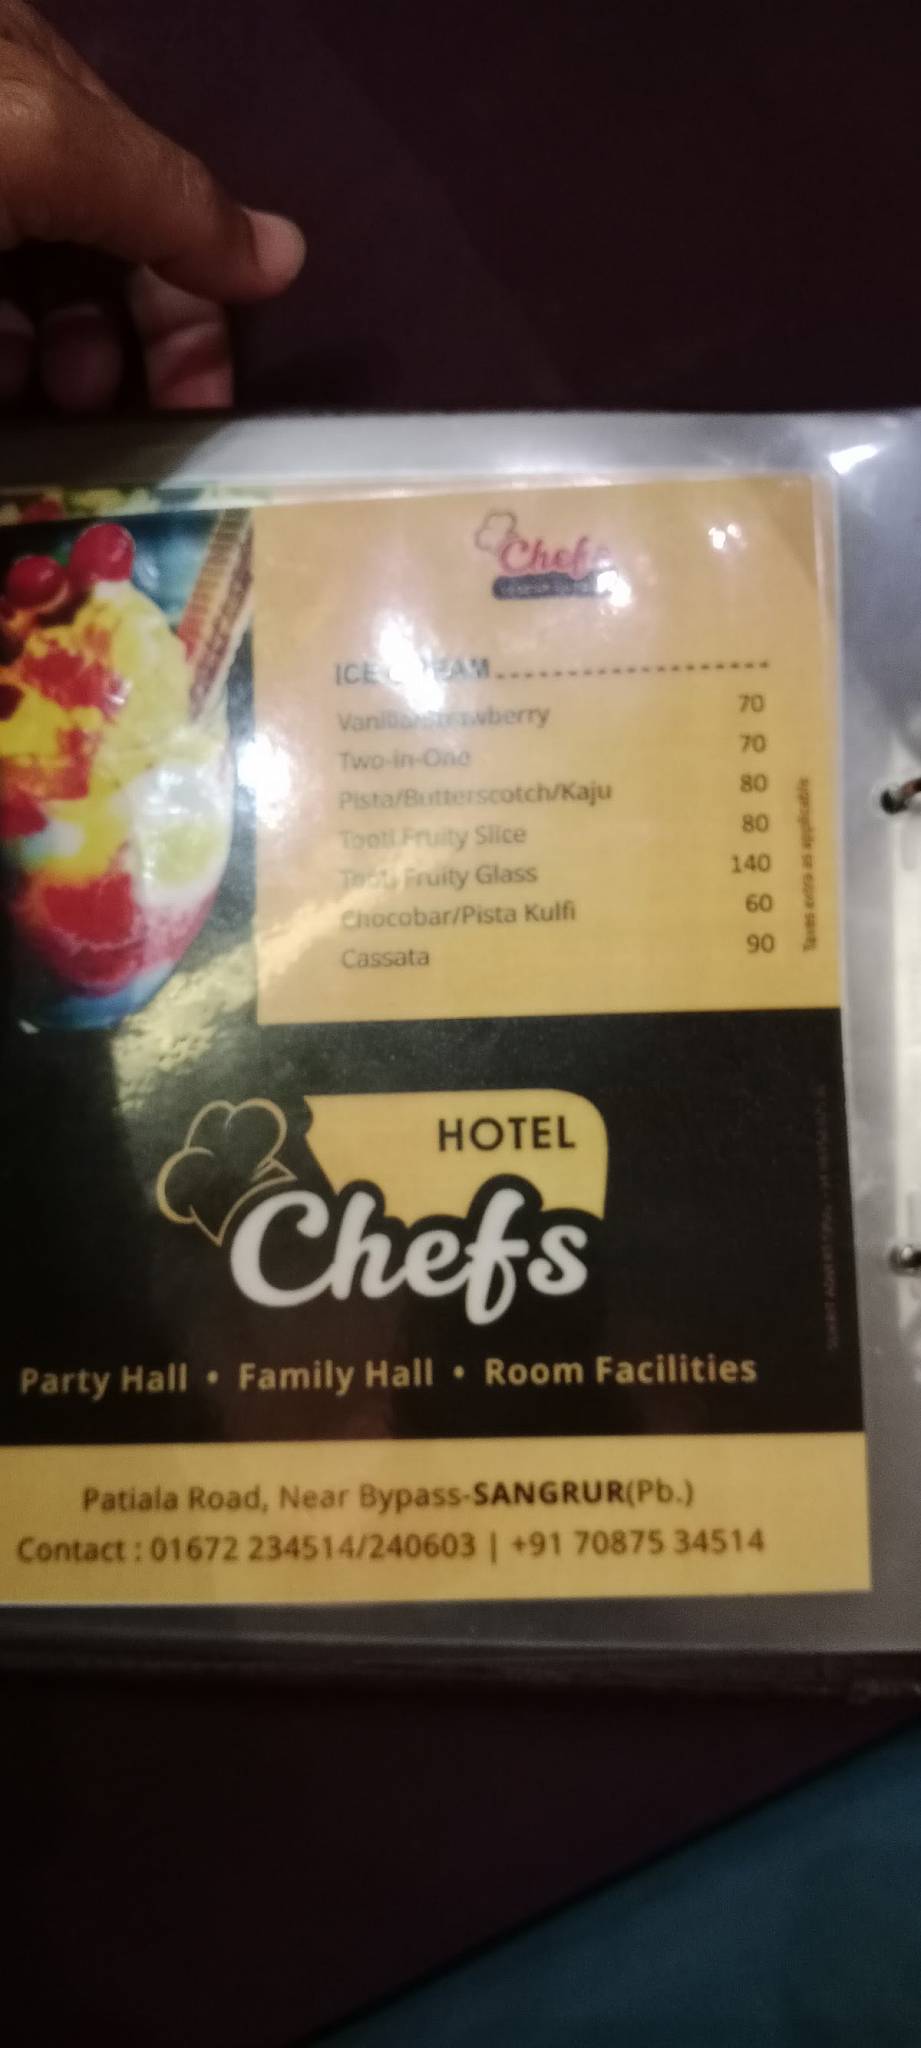 Chefs
ICE CREAM
Vanilla/Strawberry 70
Two-in-One 70
Pista/Butterscotch/Kaju 80
Tooti Fruity Slice 80
Tooti Fruity Glass 140
Chocobar/Pista Kulfi 60
Cassata 90
Taxes extra as applicable
HOTEL
Chefs
Party Hall • Family Hall • Room Facilities
Patiala Road, Near Bypass-SANGRUR(Pb.)
Contact : 01672 234514/240603 | +91 70875 34514